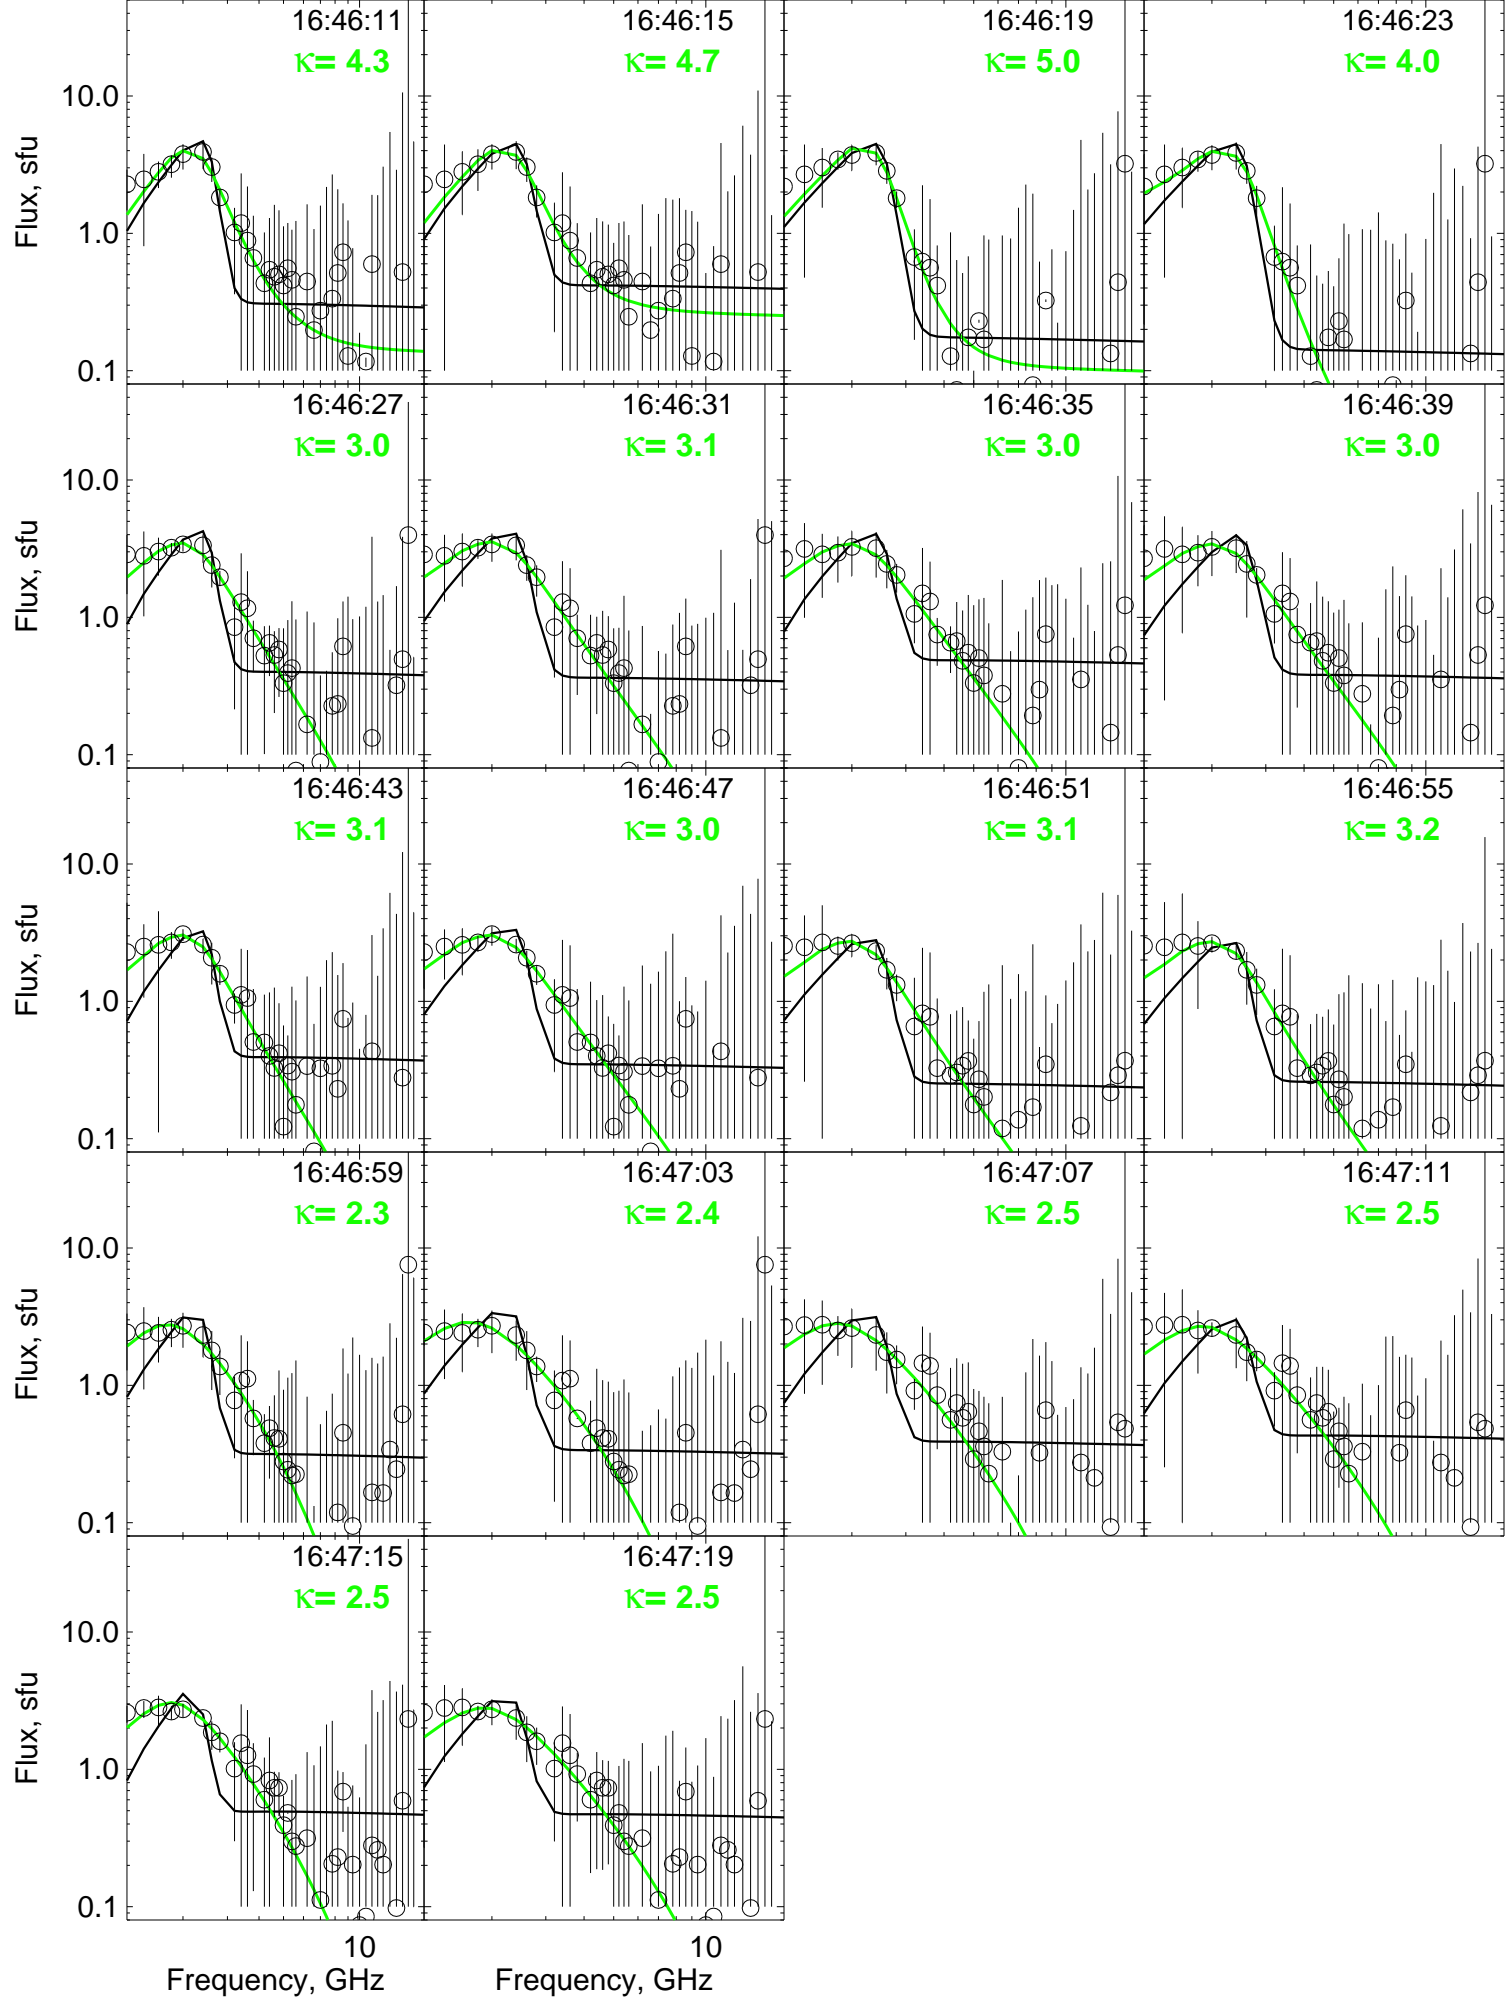 16:46:11 16:46:15 16:46:19 16:46:23
κ= 4.3 κ= 4.7 κ= 5.0 κ= 4.0
10.0
Flux, sfu
1.0
0.1
16:46:27 16:46:31 16:46:35 16:46:39
κ= 3.0 κ= 3.1 κ= 3.0 κ= 3.0
10.0
Flux, sfu
1.0
0.1
16:46:43 16:46:47 16:46:51 16:46:55
κ= 3.1 κ= 3.0 κ= 3.1 κ= 3.2
10.0
Flux, sfu
1.0
0.1
16:46:59 16:47:03 16:47:07 16:47:11
κ= 2.3 κ= 2.4 κ= 2.5 κ= 2.5
10.0
Flux, sfu
1.0
0.1
16:47:15 16:47:19
κ= 2.5 κ= 2.5
10.0
Flux, sfu
1.0
0.1
10 10
Frequency, GHz Frequency, GHz